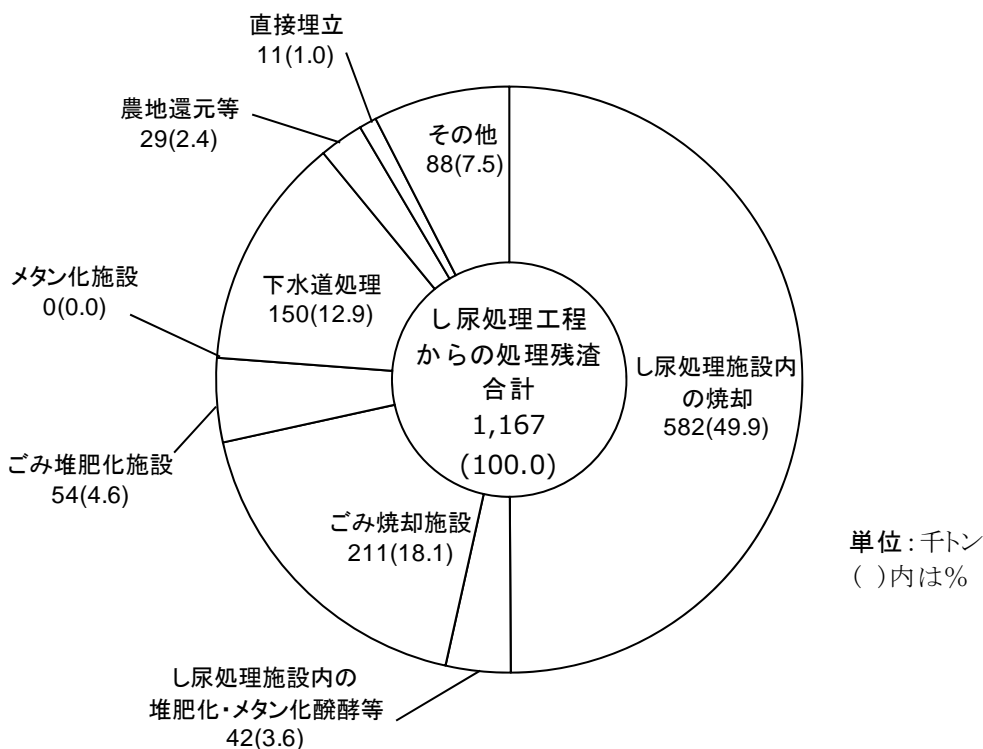 直接埋立
11(1.0)
農地還元等
29(2.4)
その他
88(7.5)
メタン化施設
0(0.0)
下水道処理
150(12.9)
し尿処理工程
からの処理残渣
合計
1,167
(100.0)
し尿処理施設内
の焼却
582(49.9)
ごみ堆肥化施設
54(4.6)
ごみ焼却施設
211(18.1)
単位:千トン
( )内は%
し尿処理施設内の
堆肥化・メタン化醗酵等
42(3.6)